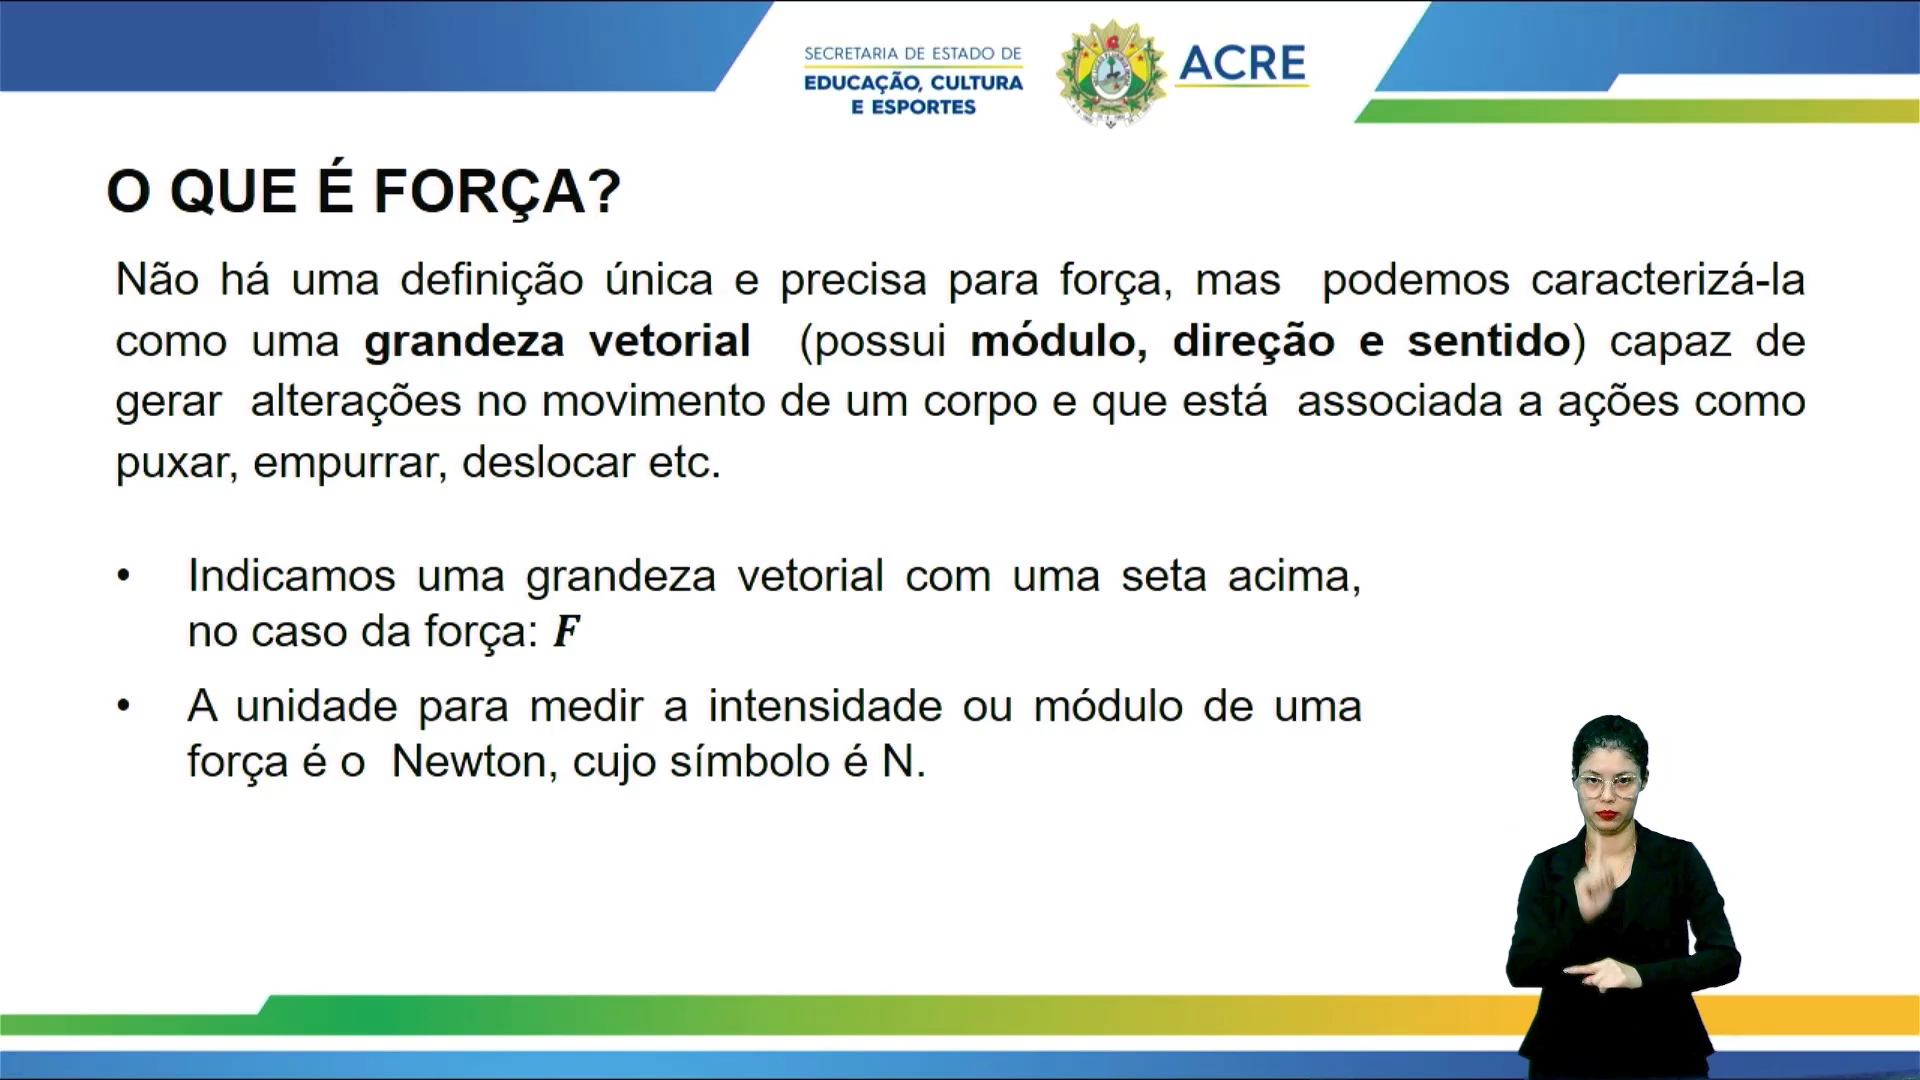 SECRETARIA DE ESTADO DE
EDUCAÇÃO, CULTURA
E ESPORTES
ACRE
O QUE É FORÇA?
Não há uma definição única e precisa para força, mas podemos caracterizá-la
como uma grandeza vetorial (possui módulo, direção e sentido) capaz de
gerar alterações no movimento de um corpo e que está associada a ações como
puxar, empurrar, deslocar etc.
• Indicamos uma grandeza vetorial com uma seta acima,
no caso da força: F
• A unidade para medir a intensidade ou módulo de uma
força é o Newton, cujo símbolo é N.